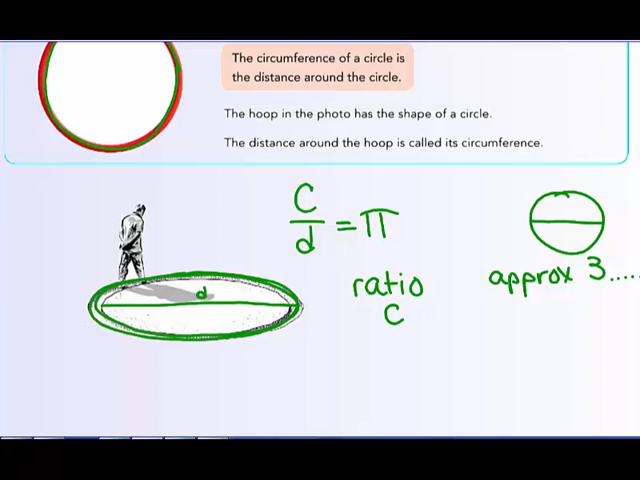 The circumference of a circle is
the distance around the circle.
The hoop in the photo has the shape of a circle.
The distance around the hoop is called its circumference.
C
d
= π
d
ratio
C
approx 3.....